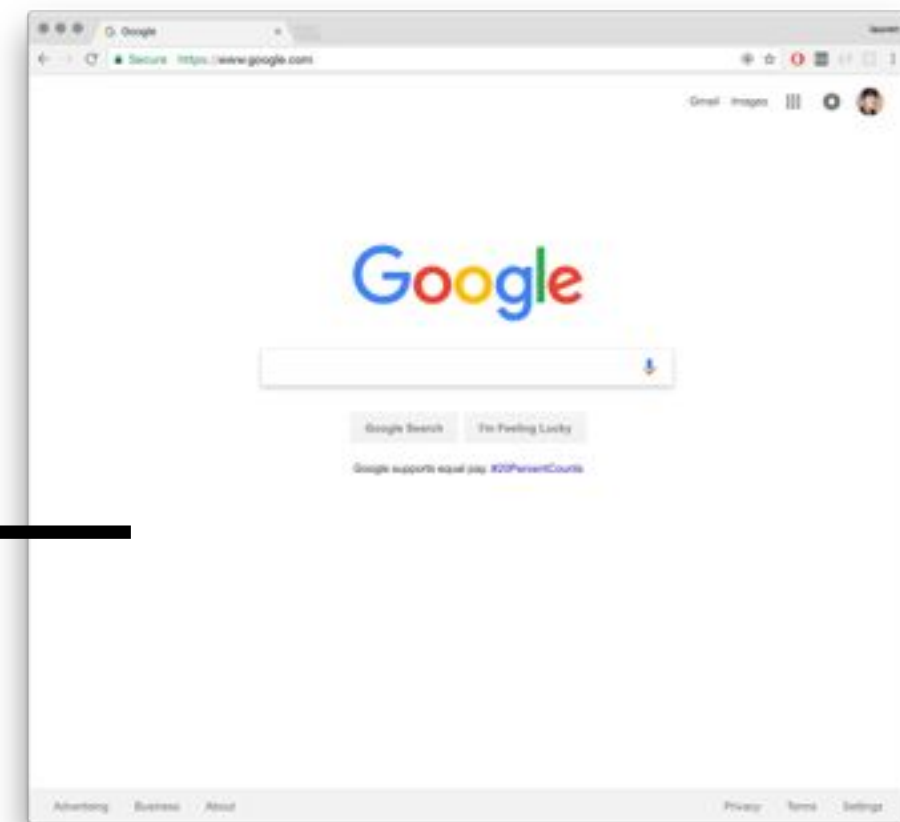 G Google
Secure https://www.google.com
Gmail Images
Google
Google Search I'm Feeling Lucky
Google supports equal pay. #20PercentCounts
Advertising Business About Privacy Terms Settings